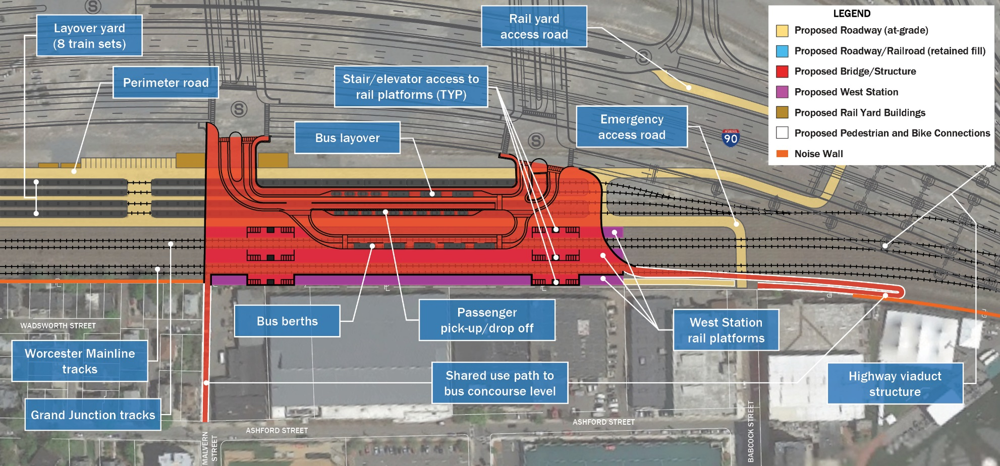 Layover yard
(8 train sets)
Perimeter road
Stair/elevator access to
rail platforms (TYP)
Bus layover
Rail yard
access road
Emergency
access road
LEGEND
Proposed Roadway (at-grade)
Proposed Roadway/Railroad (retained fill)
Proposed Bridge/Structure
Proposed West Station
Proposed Rail Yard Buildings
Proposed Pedestrian and Bike Connections
Noise Wall
S
S
S
S
INTERSTATE
90
Bus berths
Passenger
pick-up/drop off
West Station
rail platforms
WADSWORTH STREET
Worcester Mainline
tracks
Grand Junction tracks
Shared use path to
bus concourse level
Highway viaduct
structure
ASHFORD STREET
ASHFORD STREET
MALVERN
STREET
BABCOCK STREET